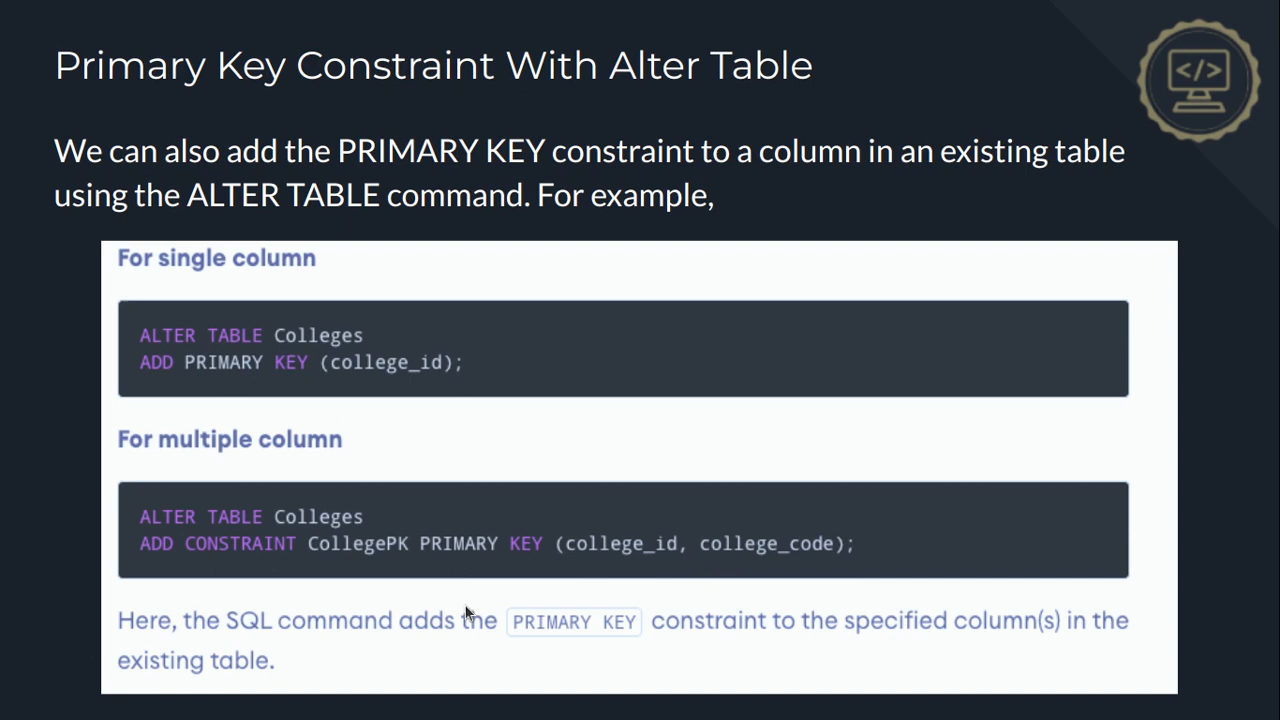 Primary Key Constraint With Alter Table
</>
We can also add the PRIMARY KEY constraint to a column in an existing table
using the ALTER TABLE command. For example,
For single column
ALTER TABLE Colleges
ADD PRIMARY KEY (college_id);
For multiple column
ALTER TABLE Colleges
ADD CONSTRAINT CollegePK PRIMARY KEY (college_id, college_code);
Here, the SQL command adds the PRIMARY KEY constraint to the specified column(s) in the
existing table.